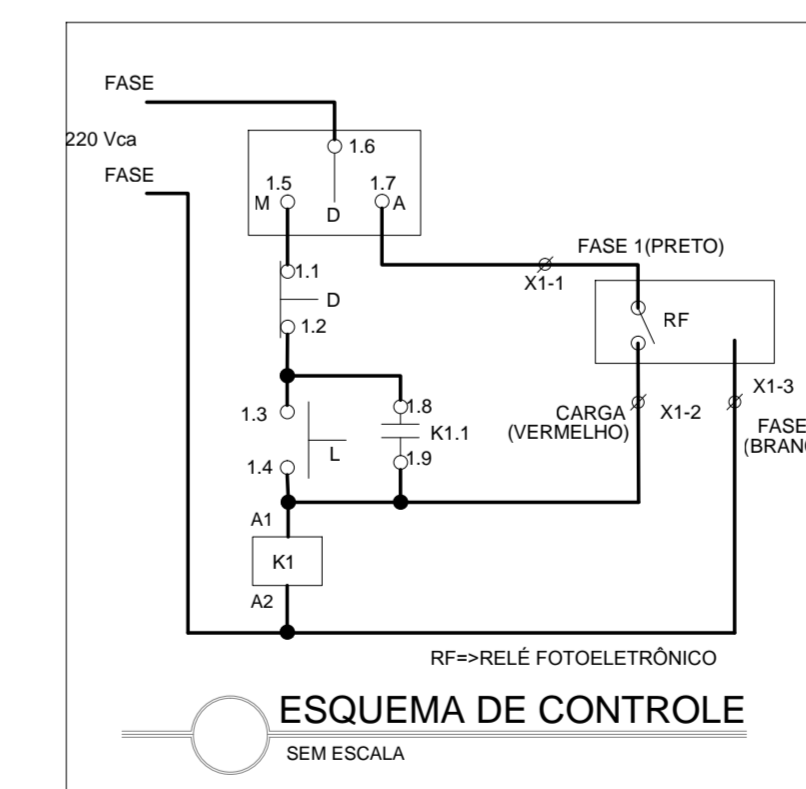 FASE
220 Vca
FASE
1.6
1.5
1.7
M
D
A
1.1
D
1.2
FASE 1(PRETO)
X1-1
RF
1.3
L
1.4
1.8
K1.1
1.9
CARGA
(VERMELHO)
X1-2
X1-3
FASE
A1
K1
A2
RF=>RELÉ FOTOELETRÔNICO
ESQUEMA DE CONTROLE
SEM ESCALA